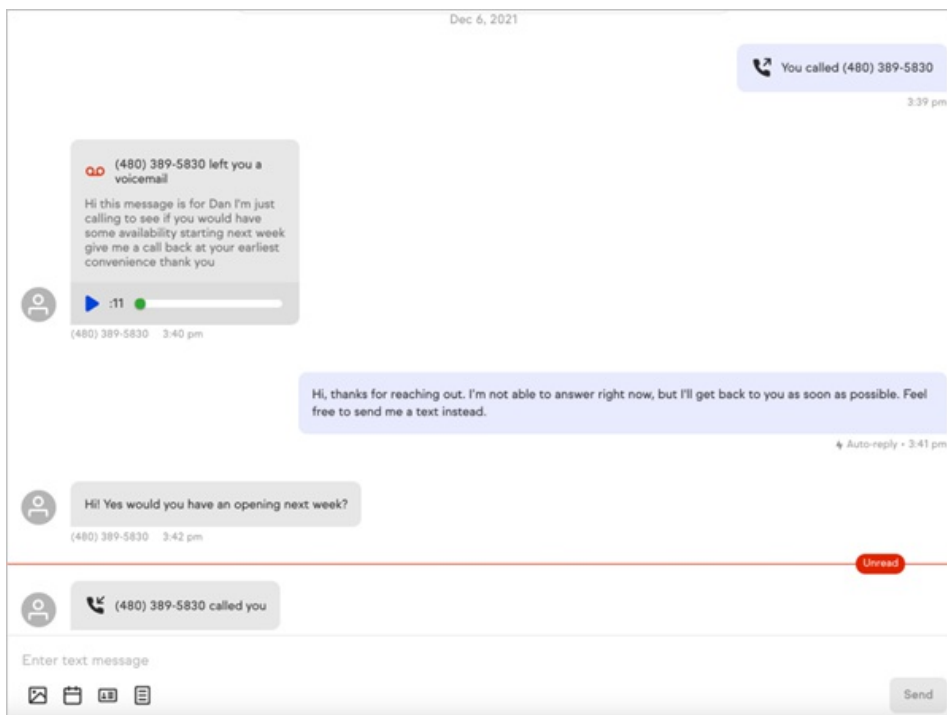 Dec 6, 2021
You called (480) 389-5830
3:39 pm
(480) 389-5830 left you a
voicemail
Hi this message is for Dan I'm just
calling to see if you would have
some availability starting next week
give me a call back at your earliest
convenience thank you
:11
(480) 389-5830 3:40 pm
Hi, thanks for reaching out. I'm not able to answer right now, but I'll get back to you as soon as possible. Feel
free to send me a text instead.
Auto-reply • 3:41 pm
Hi! Yes would you have an opening next week?
(480) 389-5830 3:42 pm
Unread
(480) 389-5830 called you
Enter text message
Send